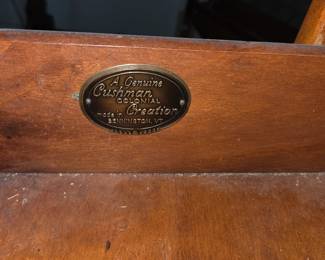 A Genuine
Cushman
COLONIAL
Creation
made in
BENNINGTON, VT.